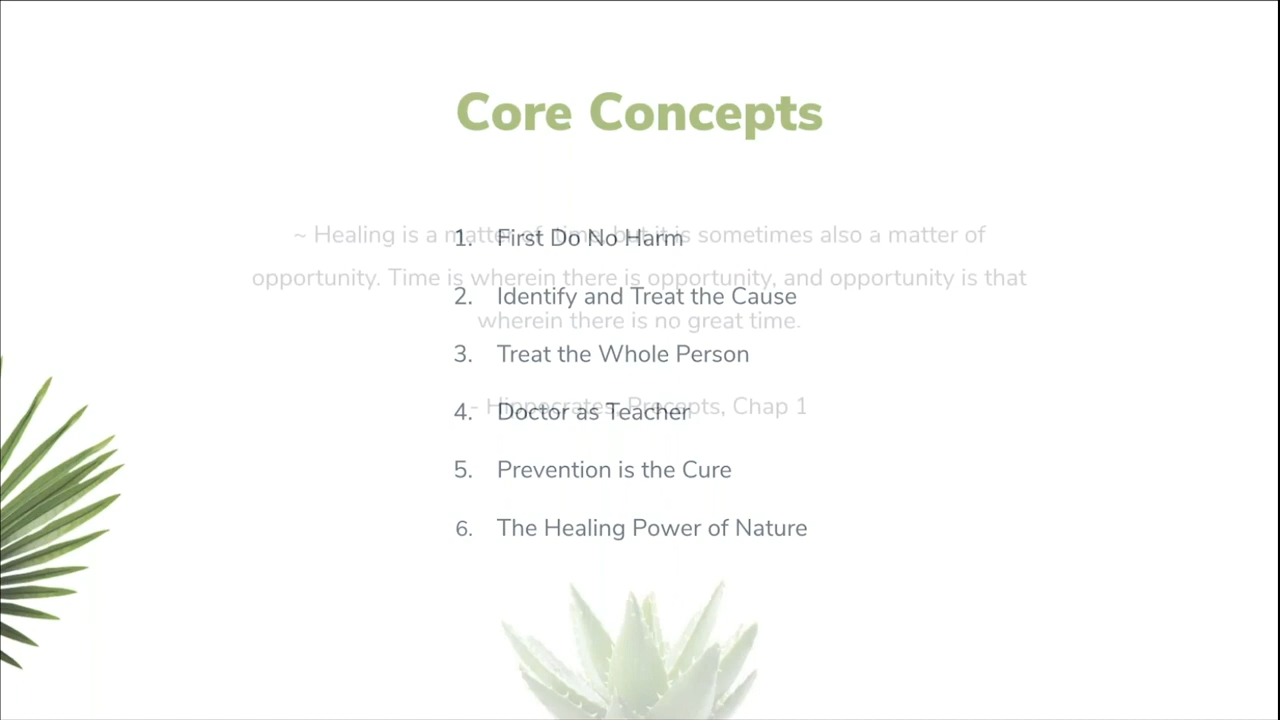 Core Concepts
~ Healing is a matter of time, but it is sometimes also a matter of
opportunity. Time is wherein there is opportunity, and opportunity is that
wherein there is no great time.
- Hippocrates, Precepts, Chap 1
1. First Do No Harm
2. Identify and Treat the Cause
3. Treat the Whole Person
4. Doctor as Teacher
5. Prevention is the Cure
6. The Healing Power of Nature